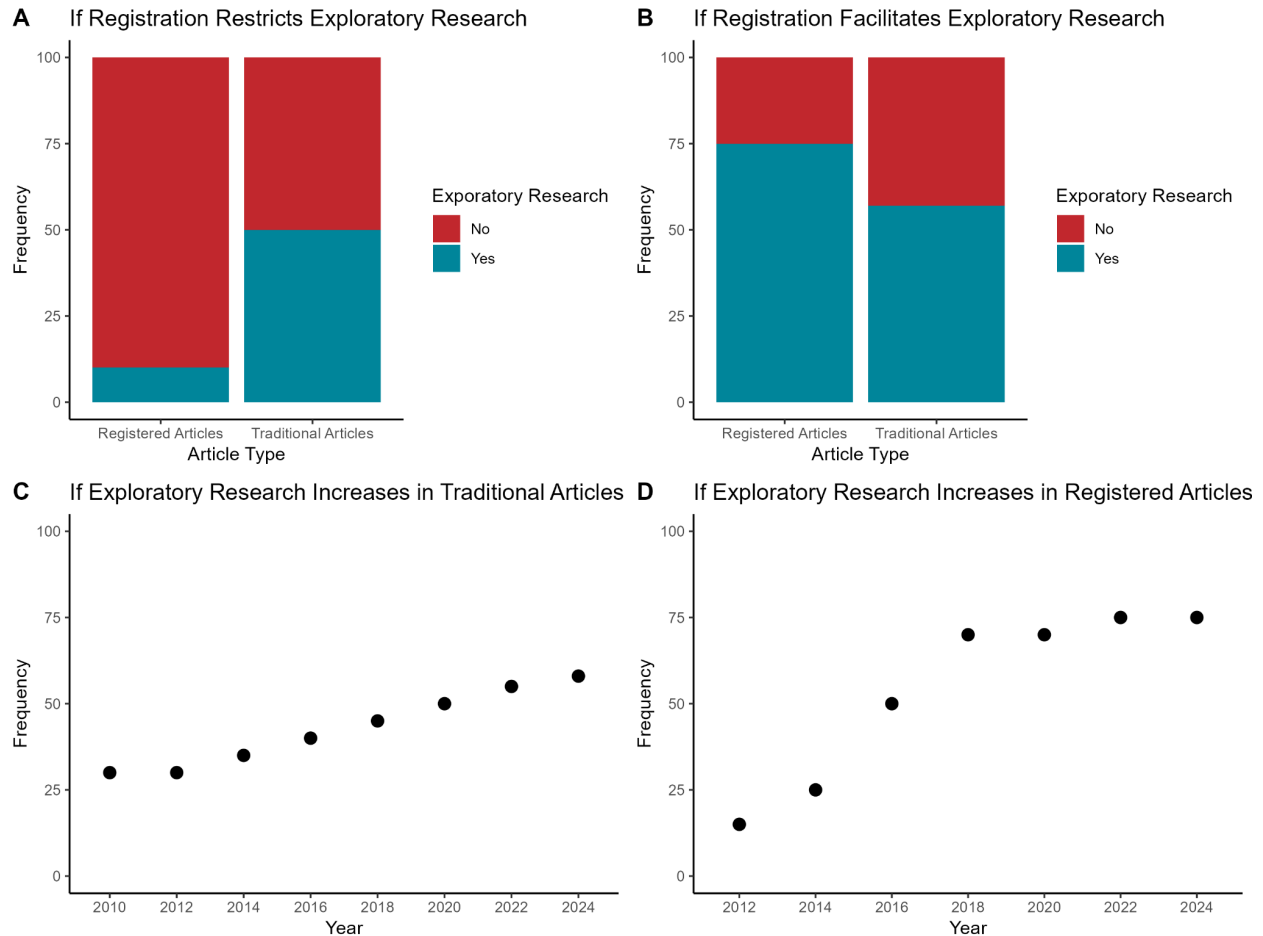 A If Registration Restricts Exploratory Research
Frequency
100
75
50
25
0
Registered Articles Traditional Articles
Article Type
Exporatory Research
No
Yes
B If Registration Facilitates Exploratory Research
Frequency
100
75
50
25
0
Registered Articles Traditional Articles
Article Type
Exporatory Research
No
Yes
C If Exploratory Research Increases in Traditional Articles
Frequency
100
75
50
25
0
2010 2012 2014 2016 2018 2020 2022 2024
Year
D If Exploratory Research Increases in Registered Articles
Frequency
100
75
50
25
0
2012 2014 2016 2018 2020 2022 2024
Year